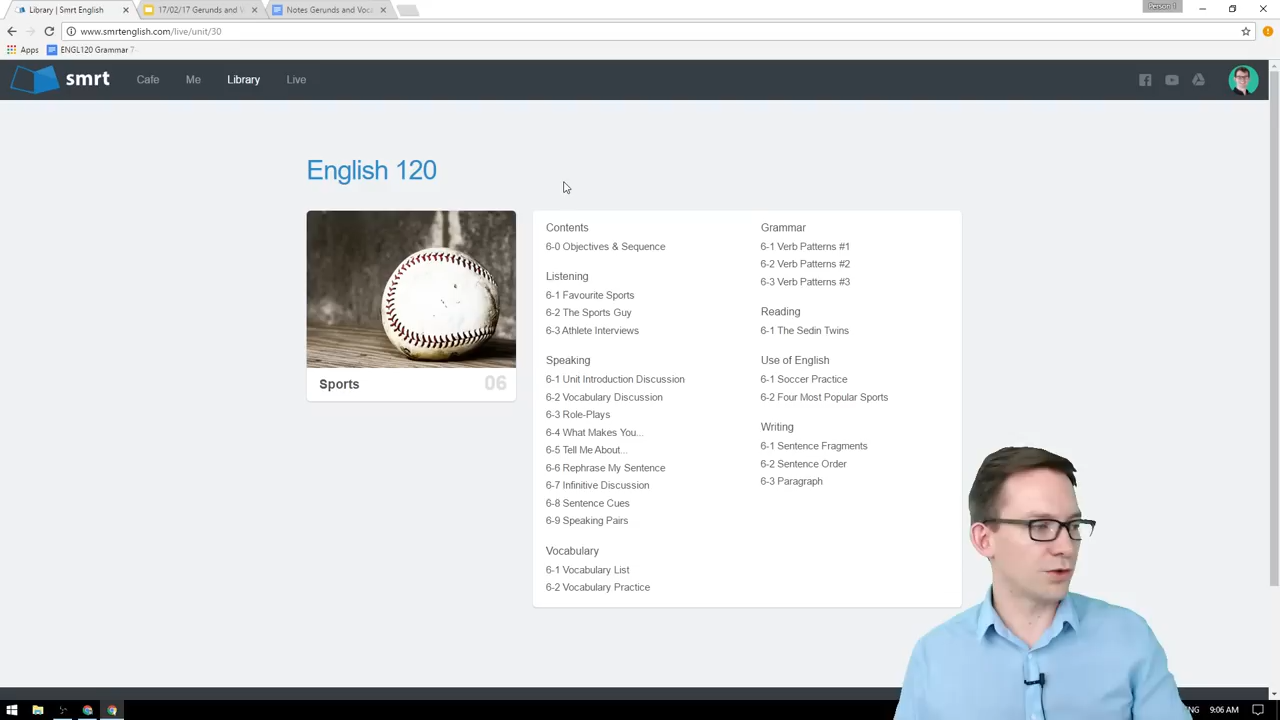 Library | Smrt English
17/02/17 Gerunds and
Notes Gerunds and Voca
Person 1
www.smrtenglish.com/live/unit/30
Apps
ENGL120 Grammar 7
smrt
Cafe
Me
Library
Live
English 120
Sports
06
Contents
6-0 Objectives & Sequence
Listening
6-1 Favourite Sports
6-2 The Sports Guy
6-3 Athlete Interviews
Speaking
6-1 Unit Introduction Discussion
6-2 Vocabulary Discussion
6-3 Role-Plays
6-4 What Makes You...
6-5 Tell Me About...
6-6 Rephrase My Sentence
6-7 Infinitive Discussion
6-8 Sentence Cues
6-9 Speaking Pairs
Vocabulary
6-1 Vocabulary List
6-2 Vocabulary Practice
Grammar
6-1 Verb Patterns #1
6-2 Verb Patterns #2
6-3 Verb Patterns #3
Reading
6-1 The Sedin Twins
Use of English
6-1 Soccer Practice
6-2 Four Most Popular Sports
Writing
6-1 Sentence Fragments
6-2 Sentence Order
6-3 Paragraph
ENG
9:06 AM